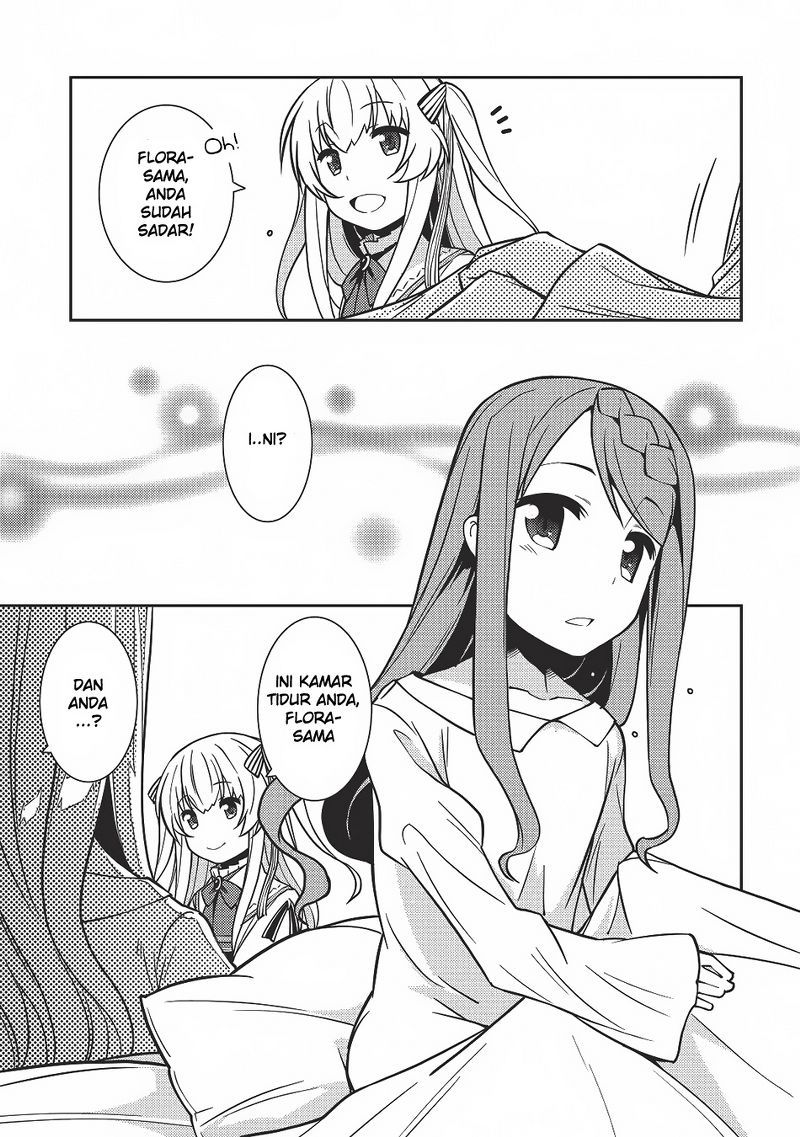 Oh!
FLORA-
SAMA,
ANDA
SUDAH
SADAR!
I..NI?
INI KAMAR
TIDUR ANDA,
FLORA-
SAMA
DAN
ANDA
...?